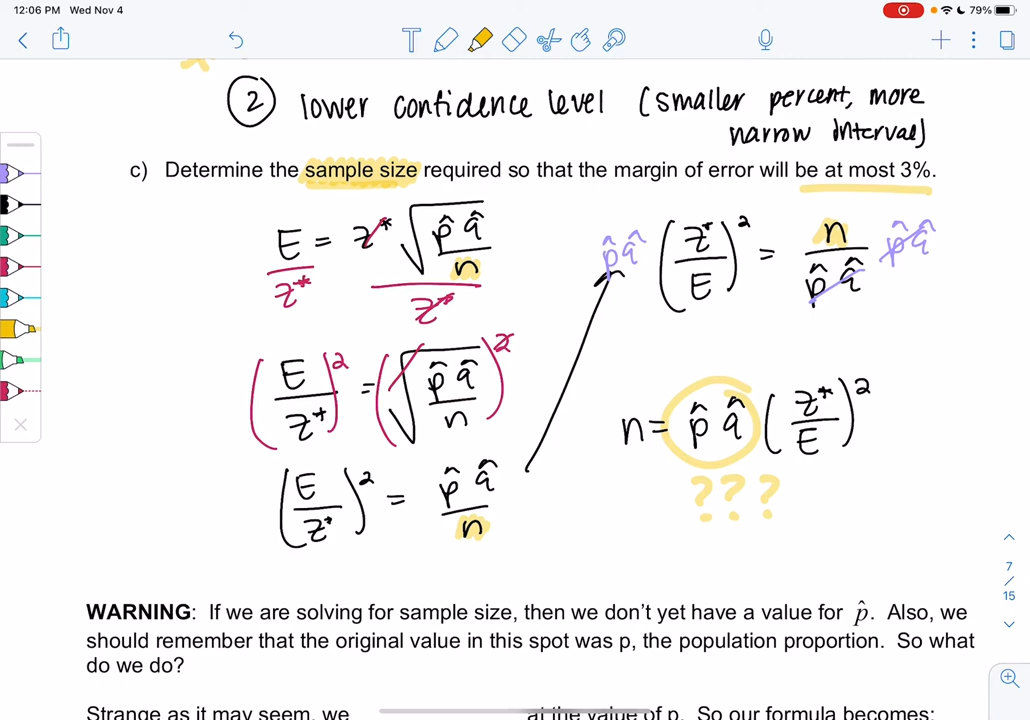 12:06 PM Wed Nov 4
79%
T
② lower confidence level (smaller percent, more
narrow interval)
c) Determine the sample size required so that the margin of error will be at most 3%.
E = z* √(p̂ q̂ / n)
z* z*
p̂ q̂ (z* / E)² = n / p̂ q̂ p̂ q̂
(E / z*)² = (√(p̂ q̂ / n))²
n = p̂ q̂ (z* / E)²
? ? ?
(E / z*)² = p̂ q̂ / n
7
/
15
WARNING: If we are solving for sample size, then we don't yet have a value for p̂. Also, we
should remember that the original value in this spot was p, the population proportion. So what
do we do?
Strange as it may seem, we at the value of p. So our formula becomes: